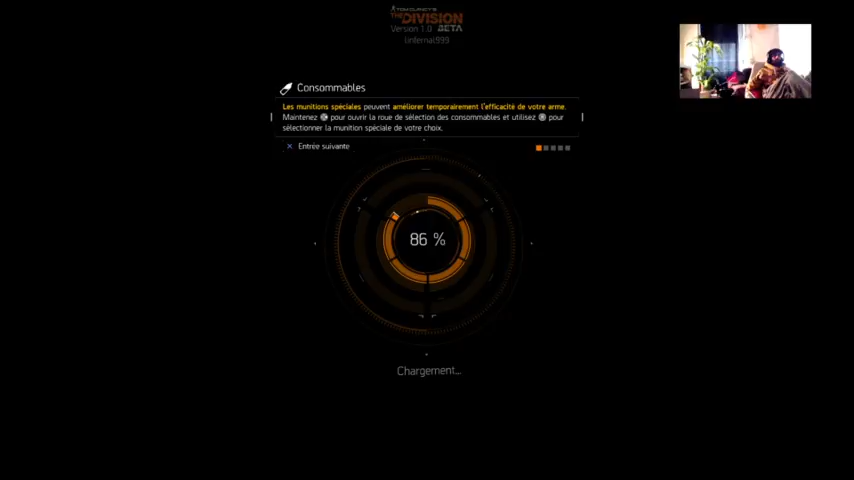 TOM CLANCY'S
THE DIVISION
Version 1.0 BETA
Consommables
Les munitions spéciales peuvent améliorer temporairement l'efficacité de votre arme.
Maintenez pour ouvrir la roue de sélection des consommables et utilisez pour
sélectionner la munition spéciale de votre choix.
Entrée suivante
86 %
Chargement...